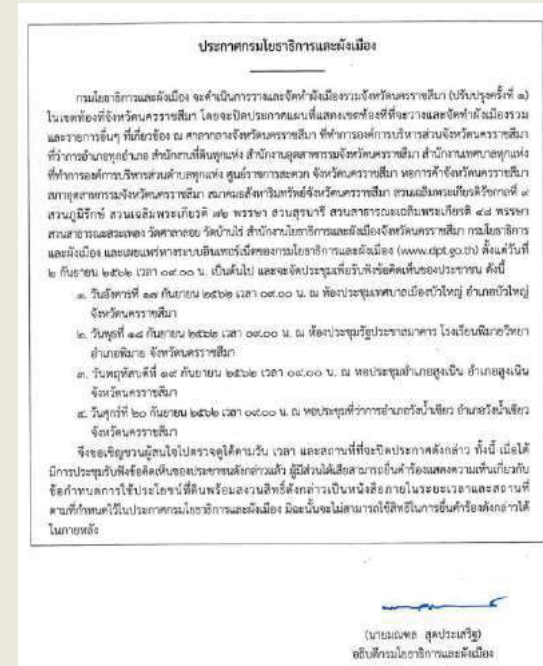 ประกาศกรมโยธาธิการและผังเมือง
กรมโยธาธิการและผังเมือง จะดำเนินการวางและจัดทำผังเมืองรวมจังหวัดนครราชสีมา (ปรับปรุงครั้งที่ ๑)
ในเขตท้องที่จังหวัดนครราชสีมา โดยจะปิดประกาศแผนที่แสดงเขตท้องที่ที่จะวางและจัดทำผังเมืองรวม
และรายการอื่นๆ ที่เกี่ยวข้อง ณ ศาลากลางจังหวัดนครราชสีมา ที่ทำการองค์การบริหารส่วนจังหวัดนครราชสีมา
ที่ว่าการอำเภอทุกอำเภอ สำนักงานที่ดินทุกแห่ง สำนักงานอุตสาหกรรมจังหวัดนครราชสีมา สำนักงานเทศบาลทุกแห่ง
ที่ทำการองค์การบริหารส่วนตำบลทุกแห่ง ศูนย์ราชการสะดวก จังหวัดนครราชสีมา หอการค้าจังหวัดนครราชสีมา
สภาอุตสาหกรรมจังหวัดนครราชสีมา สมาคมอสังหาริมทรัพย์จังหวัดนครราชสีมา สวนเฉลิมพระเกียรติรัชกาลที่ ๙
สวนภูมิรักษ์ สวนเฉลิมพระเกียรติ ๗๒ พรรษา สวนสุรนารี สวนสาธารณะเฉลิมพระเกียรติ ๔๘ พรรษา
สวนสาธารณะสระเพลง วัดศาลาลอย วัดบ้านไร่ สำนักงานโยธาธิการและผังเมืองจังหวัดนครราชสีมา กรมโยธาธิการ
และผังเมือง และเผยแพร่ทางระบบอินเทอร์เน็ตของกรมโยธาธิการและผังเมือง (www.dpt.go.th) ตั้งแต่วันที่
๒ กันยายน ๒๕๖๒ เวลา ๐๙.๐๐ น. เป็นต้นไป และจะจัดประชุมเพื่อรับฟังข้อคิดเห็นของประชาชน ดังนี้
๑. วันอังคารที่ ๑๗ กันยายน ๒๕๖๒ เวลา ๐๙.๐๐ น. ณ ห้องประชุมเทศบาลเมืองบัวใหญ่ อำเภอบัวใหญ่
จังหวัดนครราชสีมา
๒. วันพุธที่ ๑๘ กันยายน ๒๕๖๒ เวลา ๐๙.๐๐ น. ณ ห้องประชุมรัฐประชาสมาคาร โรงเรียนพิมายวิทยา
อำเภอพิมาย จังหวัดนครราชสีมา
๓. วันพฤหัสบดีที่ ๑๙ กันยายน ๒๕๖๒ เวลา ๐๙.๐๐ น. ณ หอประชุมอำเภอสูงเนิน อำเภอสูงเนิน
จังหวัดนครราชสีมา
๔. วันศุกร์ที่ ๒๐ กันยายน ๒๕๖๒ เวลา ๐๙.๐๐ น. ณ หอประชุมที่ว่าการอำเภอวังน้ำเขียว อำเภอวังน้ำเขียว
จังหวัดนครราชสีมา
จึงขอเชิญชวนผู้สนใจไปตรวจดูได้ตามวัน เวลา และสถานที่ที่จะปิดประกาศดังกล่าว ทั้งนี้ เมื่อได้
มีการประชุมรับฟังข้อคิดเห็นของประชาชนดังกล่าวแล้ว ผู้มีส่วนได้เสียสามารถยื่นคำร้องแสดงความเห็นเกี่ยวกับ
ข้อกำหนดการใช้ประโยชน์ที่ดินพร้อมสงวนสิทธิ์ดังกล่าวเป็นหนังสือภายในระยะเวลาและสถานที่
ตามที่กำหนดไว้ในประกาศกรมโยธาธิการและผังเมือง มิฉะนั้นจะไม่สามารถใช้สิทธิในการยื่นคำร้องดังกล่าวได้
ในภายหลัง
(นายมณฑล สุดประเสริฐ)
อธิบดีกรมโยธาธิการและผังเมือง